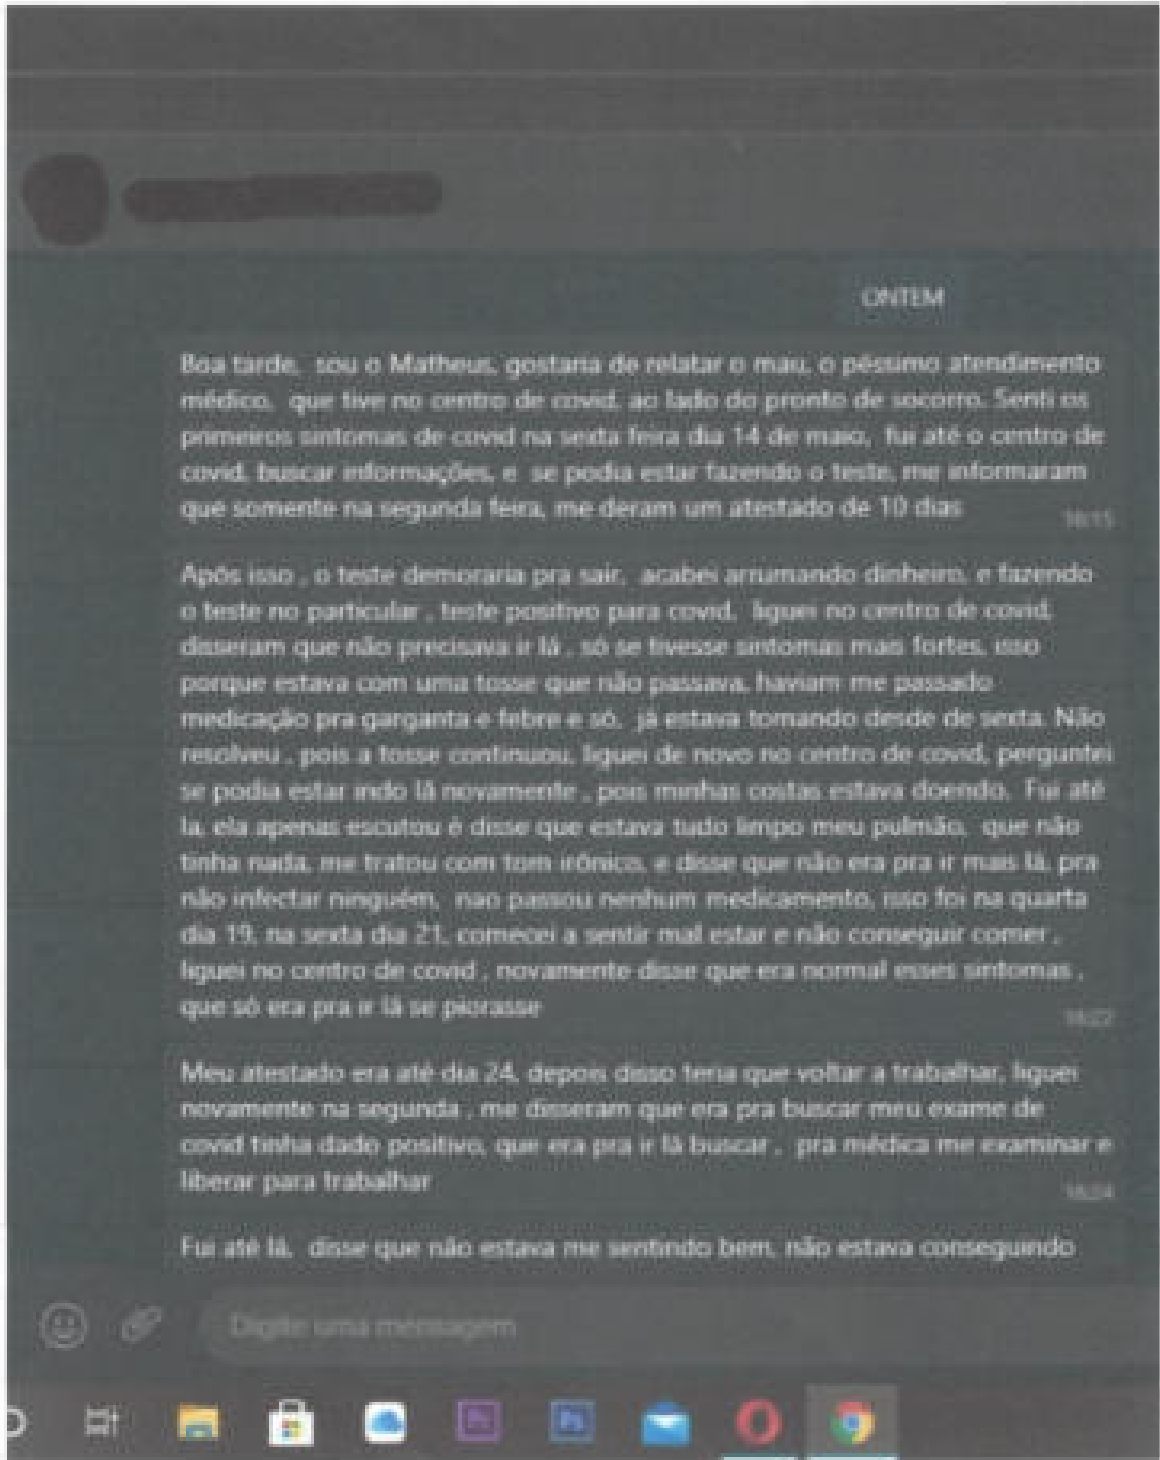 ONTEM
Boa tarde, sou o Matheus, gostaria de relatar o mau, o péssimo atendimento
médico, que tive no centro de covid, ao lado do pronto de socorro. Senti os
primeiros sintomas de covid na sexta feira dia 14 de maio, fui até o centro de
covid, buscar informações, e se podia estar fazendo o teste, me informaram
que somente na segunda feira, me deram um atestado de 10 dias
Após isso , o teste demoraria pra sair, acabei arrumando dinheiro, e fazendo
o teste no particular , teste positivo para covid, liguei no centro de covid,
disseram que não precisava ir lá , só se tivesse sintomas mais fortes, isso
porque estava com uma tosse que não passava, haviam me passado
medicação pra garganta e febre e só, já estava tomando desde de sexta. Não
resolveu , pois a tosse continuou, liguei de novo no centro de covid, perguntei
se podia estar indo lá novamente , pois minhas costas estava doendo, Fui até
la, ela apenas escutou é disse que estava tudo limpo meu pulmão, que não
tinha nada, me tratou com tom irônico, e disse que não era pra ir mais lá, pra
não infectar ninguém, nao passou nenhum medicamento, isso foi na quarta
dia 19, na sexta dia 21, comecei a sentir mal estar e não conseguir comer ,
liguei no centro de covid , novamente disse que era normal esses sintomas ,
que só era pra ir lá se piorasse
18:22
Meu atestado era até dia 24, depois disso teria que voltar a trabalhar, liguei
novamente na segunda , me disseram que era pra buscar meu exame de
covid tinha dado positivo, que era pra ir lá buscar , pra médica me examinar e
liberar para trabalhar
Fui até lá, disse que não estava me sentindo bem, não estava conseguindo
Digite uma mensagem